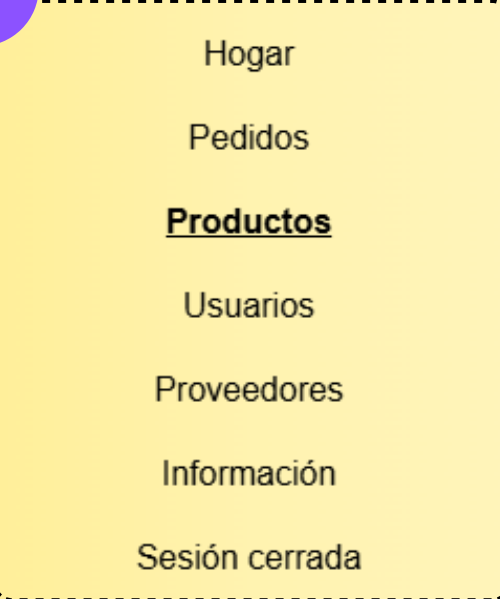 Hogar
Pedidos
Productos
Usuarios
Proveedores
Información
Sesión cerrada